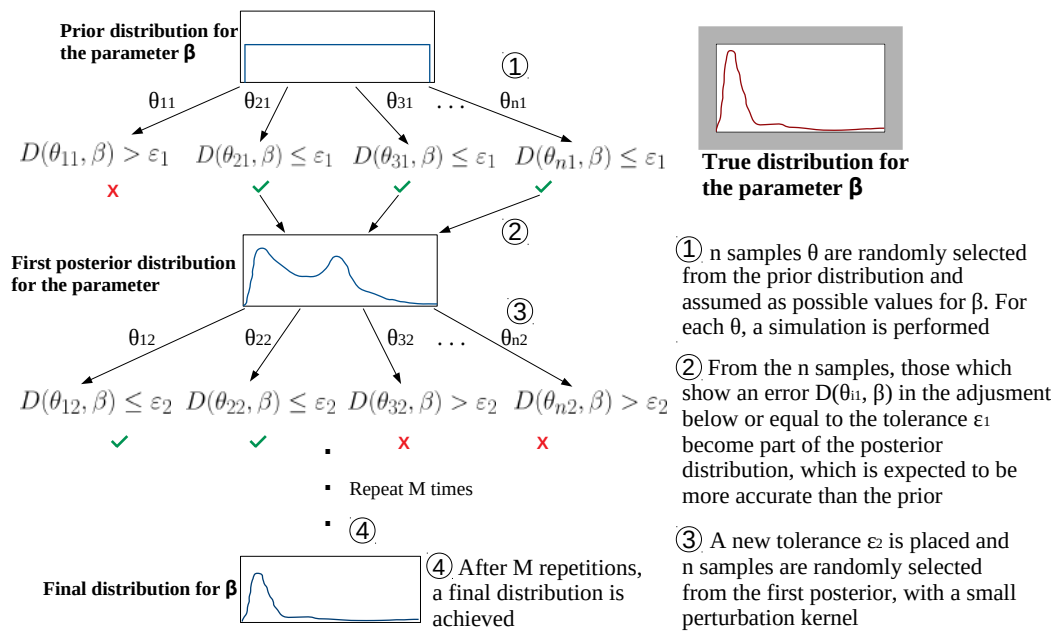 Prior distribution for
the parameter β
①
θ11
θ21
θ31
. . .
θn1
D(θ₁₁, β) > ε₁
D(θ₂₁, β) ≤ ε₁
D(θ₃₁, β) ≤ ε₁
D(θₙ₁, β) ≤ ε₁
X
✓
✓
✓
②
First posterior distribution
for the parameter
③
θ12
θ22
θ32
...
θn2
D(θ₁₂, β) ≤ ε₂
D(θ₂₂, β) ≤ ε₂
D(θ₃₂, β) > ε₂
D(θₙ₂, β) > ε₂
✓
✓
X
X
Repeat M times
④
Final distribution for β
④ After M repetitions,
a final distribution is
achieved
True distribution for
the parameter β
① n samples θ are randomly selected
from the prior distribution and
assumed as possible values for β. For
each θ, a simulation is performed
② From the n samples, those which
show an error D(θi1, β) in the adjusment
below or equal to the tolerance ε1
become part of the posterior
distribution, which is expected to be
more accurate than the prior
③ A new tolerance ε2 is placed and
n samples are randomly selected
from the first posterior, with a small
perturbation kernel